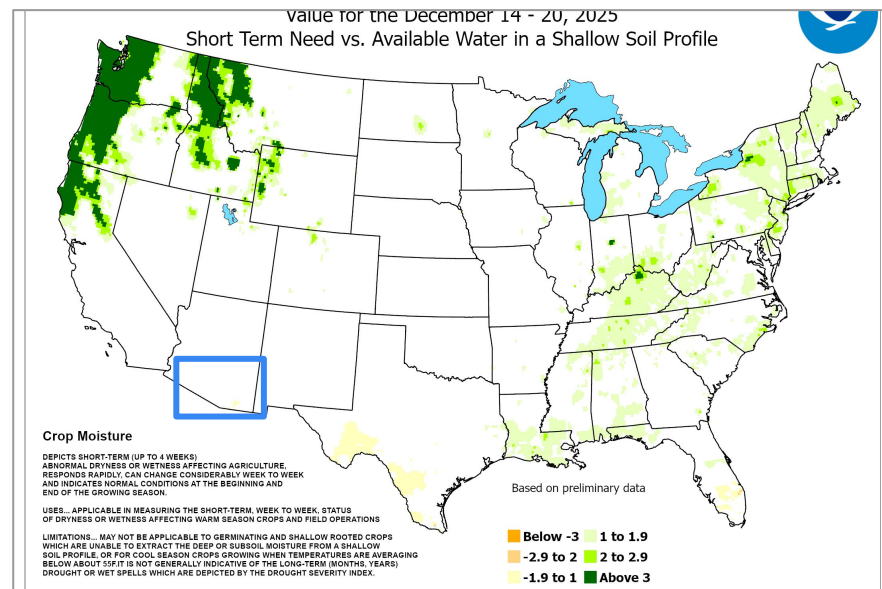 Value for the December 14 - 20, 2025
Short Term Need vs. Available Water in a Shallow Soil Profile
Crop Moisture
DEPICTS SHORT-TERM (UP TO 4 WEEKS)
ABNORMAL DRYNESS OR WETNESS AFFECTING AGRICULTURE,
RESPONDS RAPIDLY, CAN CHANGE CONSIDERABLY WEEK TO WEEK
AND INDICATES NORMAL CONDITIONS AT THE BEGINNING AND
END OF THE GROWING SEASON.
USES... APPLICABLE IN MEASURING THE SHORT-TERM, WEEK TO WEEK, STATUS
OF DRYNESS OR WETNESS AFFECTING WARM SEASON CROPS AND FIELD OPERATIONS
LIMITATIONS... MAY NOT BE APPLICABLE TO GERMINATING AND SHALLOW ROOTED CROPS
WHICH ARE UNABLE TO EXTRACT THE DEEP OR SUBSOIL MOISTURE FROM A SHALLOW
SOIL PROFILE, OR FOR COOL SEASON CROPS GROWING WHEN TEMPERATURES ARE AVERAGING
BELOW ABOUT 55F.IT IS NOT GENERALLY INDICATIVE OF THE LONG-TERM (MONTHS, YEARS)
DROUGHT OR WET SPELLS WHICH ARE DEPICTED BY THE DROUGHT SEVERITY INDEX.
Based on preliminary data
Below -3
1 to 1.9
-2.9 to 2
2 to 2.9
-1.9 to 1
Above 3